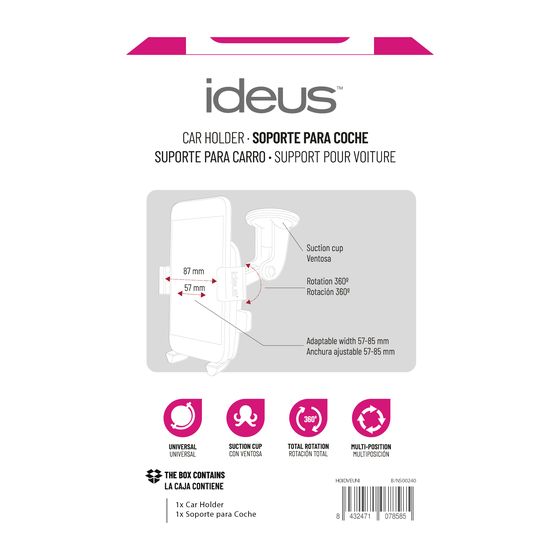 ideus™
CAR HOLDER · SOPORTE PARA COCHE
SUPORTE PARA CARRO · SUPPORT POUR VOITURE
Suction cup
Ventosa
87 mm
57 mm
Rotation 360º
Rotación 360º
Adaptable width 57-85 mm
Anchura ajustable 57-85 mm
360º
UNIVERSAL
UNIVERSAL
SUCTION CUP
CON VENTOSA
TOTAL ROTATION
ROTACIÓN TOTAL
MULTI-POSITION
MULTIPOSICIÓN
THE BOX CONTAINS
LA CAJA CONTIENE
1x Car Holder
1x Soporte para Coche
HOIDVEUNI B/N500240
8 432471 078585